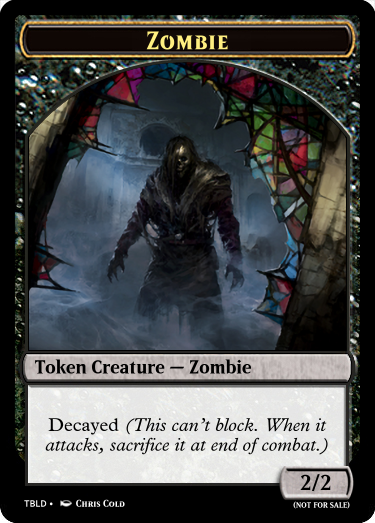 Zombie
Token Creature — Zombie
Decayed (This can't block. When it
attacks, sacrifice it at end of combat.)
2/2
TBLD • Chris Cold
(NOT FOR SALE)